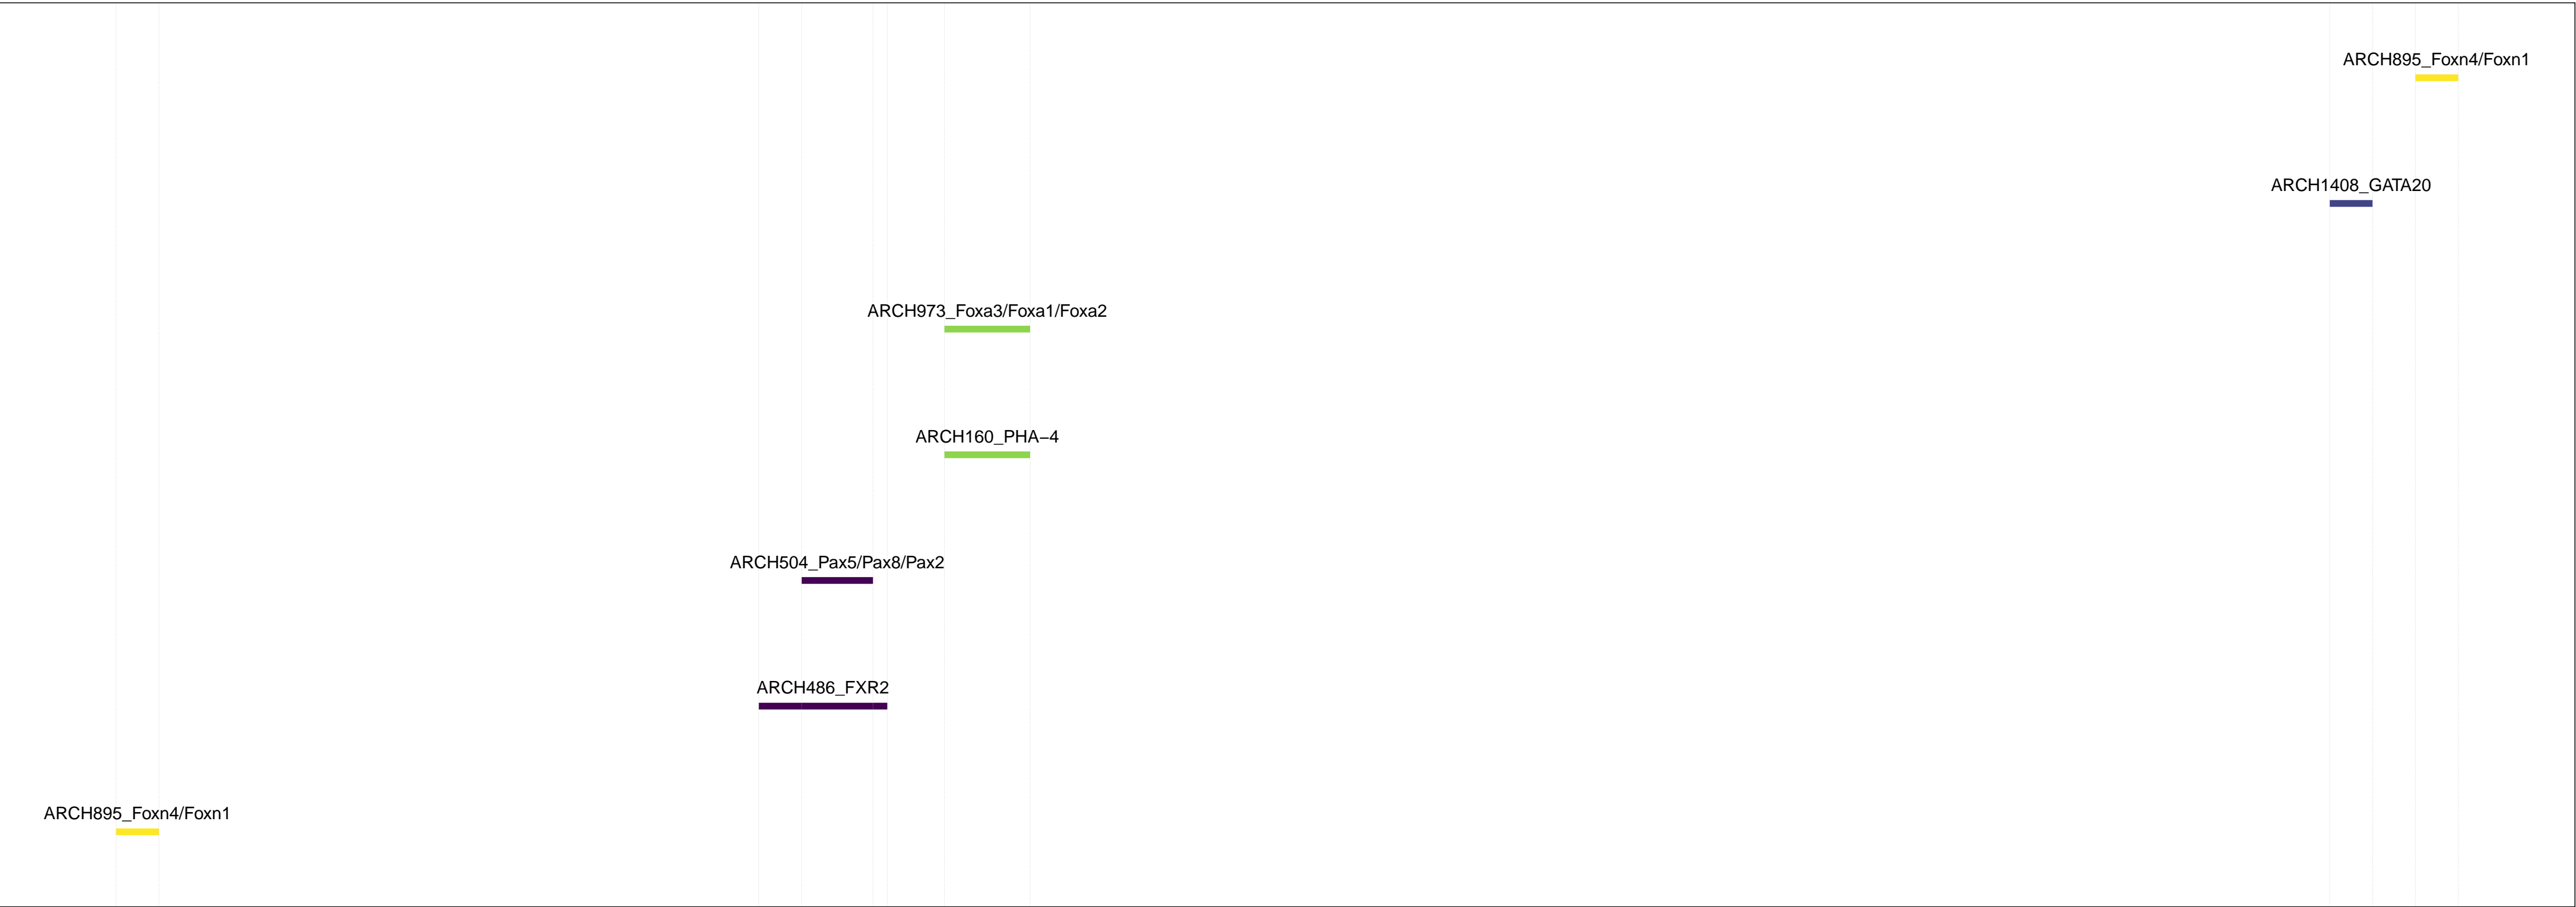 ARCH895_Foxn4/Foxn1
ARCH1408_GATA20
ARCH973_Foxa3/Foxa1/Foxa2
ARCH160_PHA−4
ARCH504_Pax5/Pax8/Pax2
ARCH486_FXR2
ARCH895_Foxn4/Foxn1